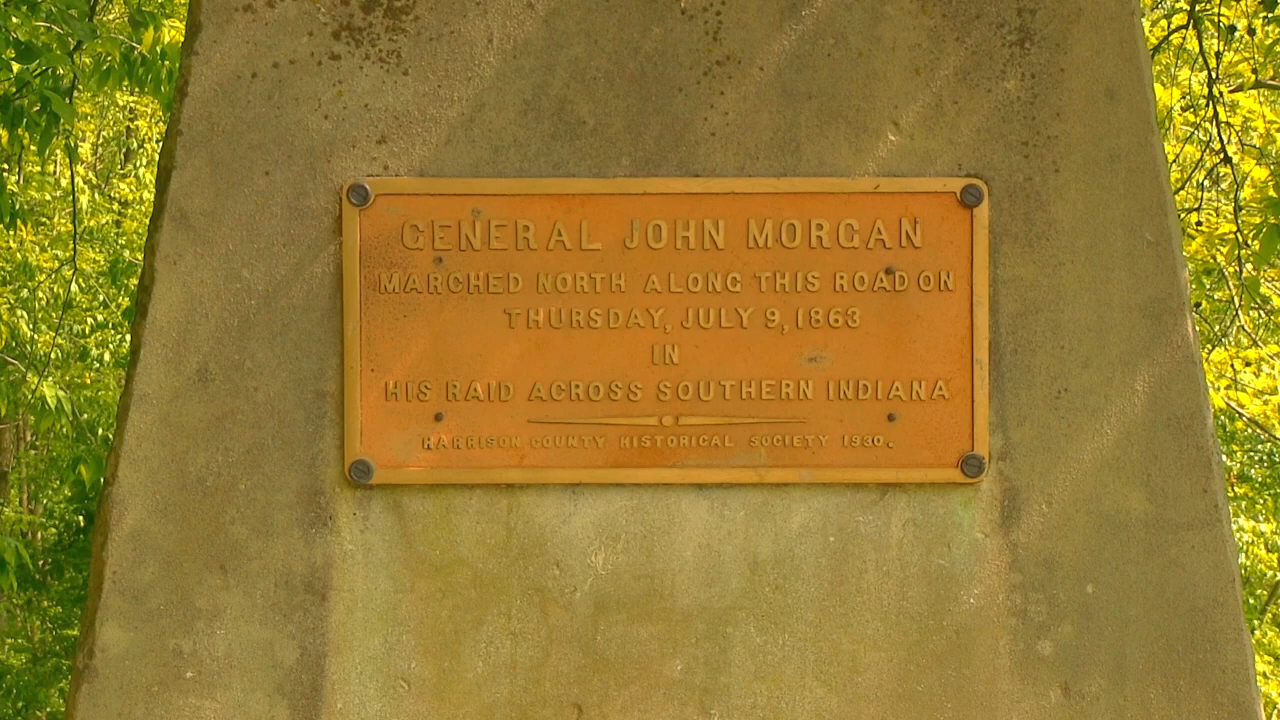 GENERAL JOHN MORGAN
MARCHED NORTH ALONG THIS ROAD ON
THURSDAY, JULY 9, 1863
IN
HIS RAID ACROSS SOUTHERN INDIANA
HARRISON COUNTY HISTORICAL SOCIETY 1930.